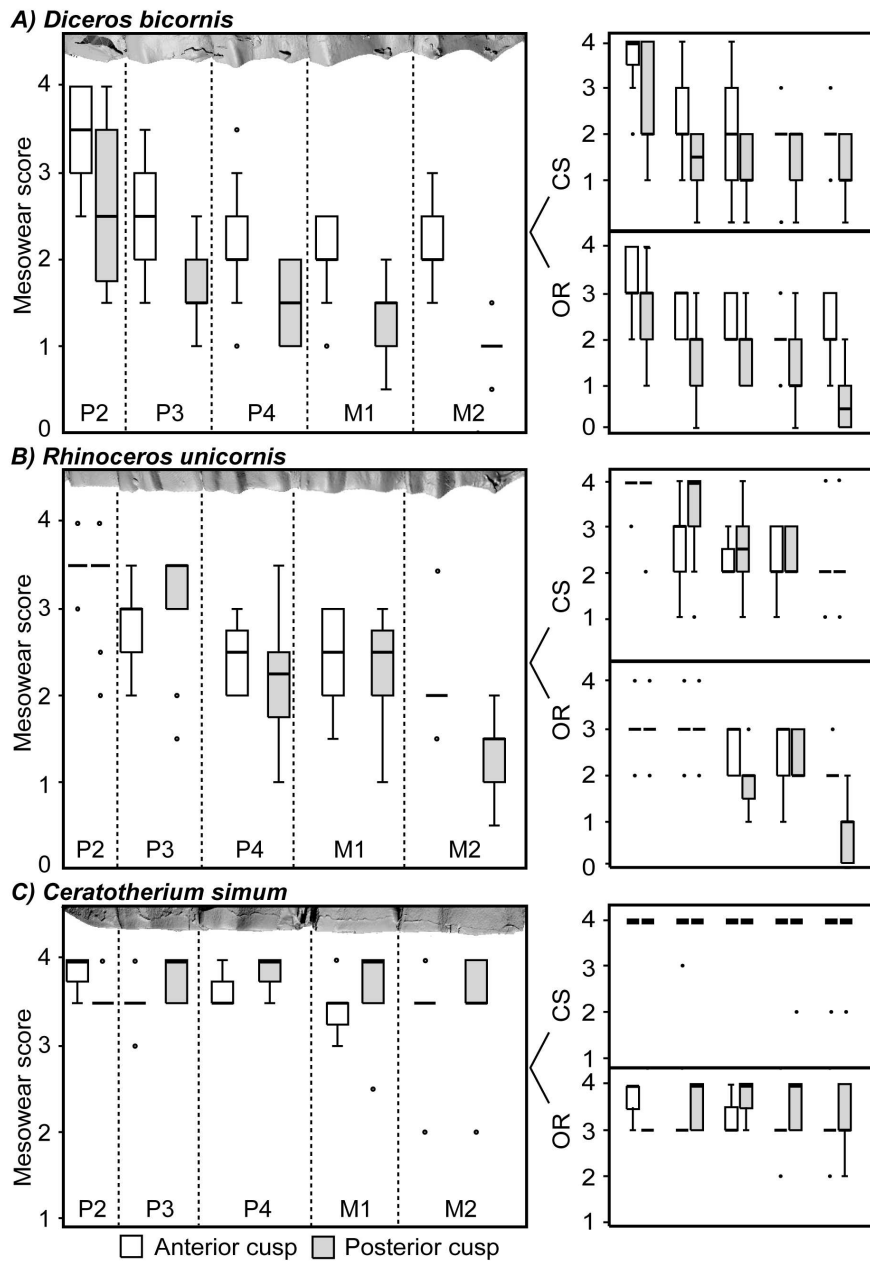 A) Diceros bicornis
Mesowear score
4
3
2
1
0
P2 P3 P4 M1 M2
CS
4
3
2
1
OR
4
3
2
1
0
B) Rhinoceros unicornis
Mesowear score
4
3
2
1
0
P2 P3 P4 M1 M2
CS
4
3
2
1
OR
4
3
2
1
0
C) Ceratotherium simum
Mesowear score
4
3
2
1
P2 P3 P4 M1 M2
CS
4
3
2
1
OR
4
3
2
1
Anterior cusp Posterior cusp